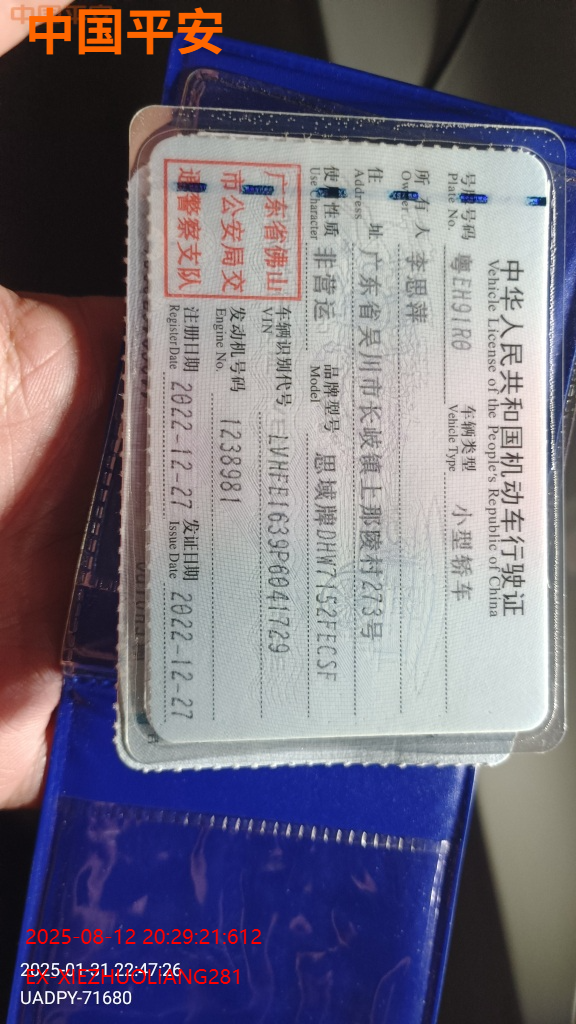 中国平安
中华人民共和国机动车行驶证
Vehicle License of the People's Republic of China
号牌号码 粤EH91R0 车辆类型 小型轿车
Plate No. Vehicle Type
所有人 李思蘋
Owner
住址 广东省吴川市长坡镇上那陵村273号
Address
使用性质 非营运 品牌型号 思域牌DHW7152FECSF
Use Character Model
广东省佛山
市公安局交
通警察支队
车辆识别代号 LVHFE1639P6041729
VIN
发动机号码 1238981
Engine No.
注册日期 2022-12-27 发证日期 2022-12-27
Register Date Issue Date
2025-08-12 20:29:21:612
2025.01-31 22:47:26
EX-XIEZHUOLIANG281
UADPY-71680